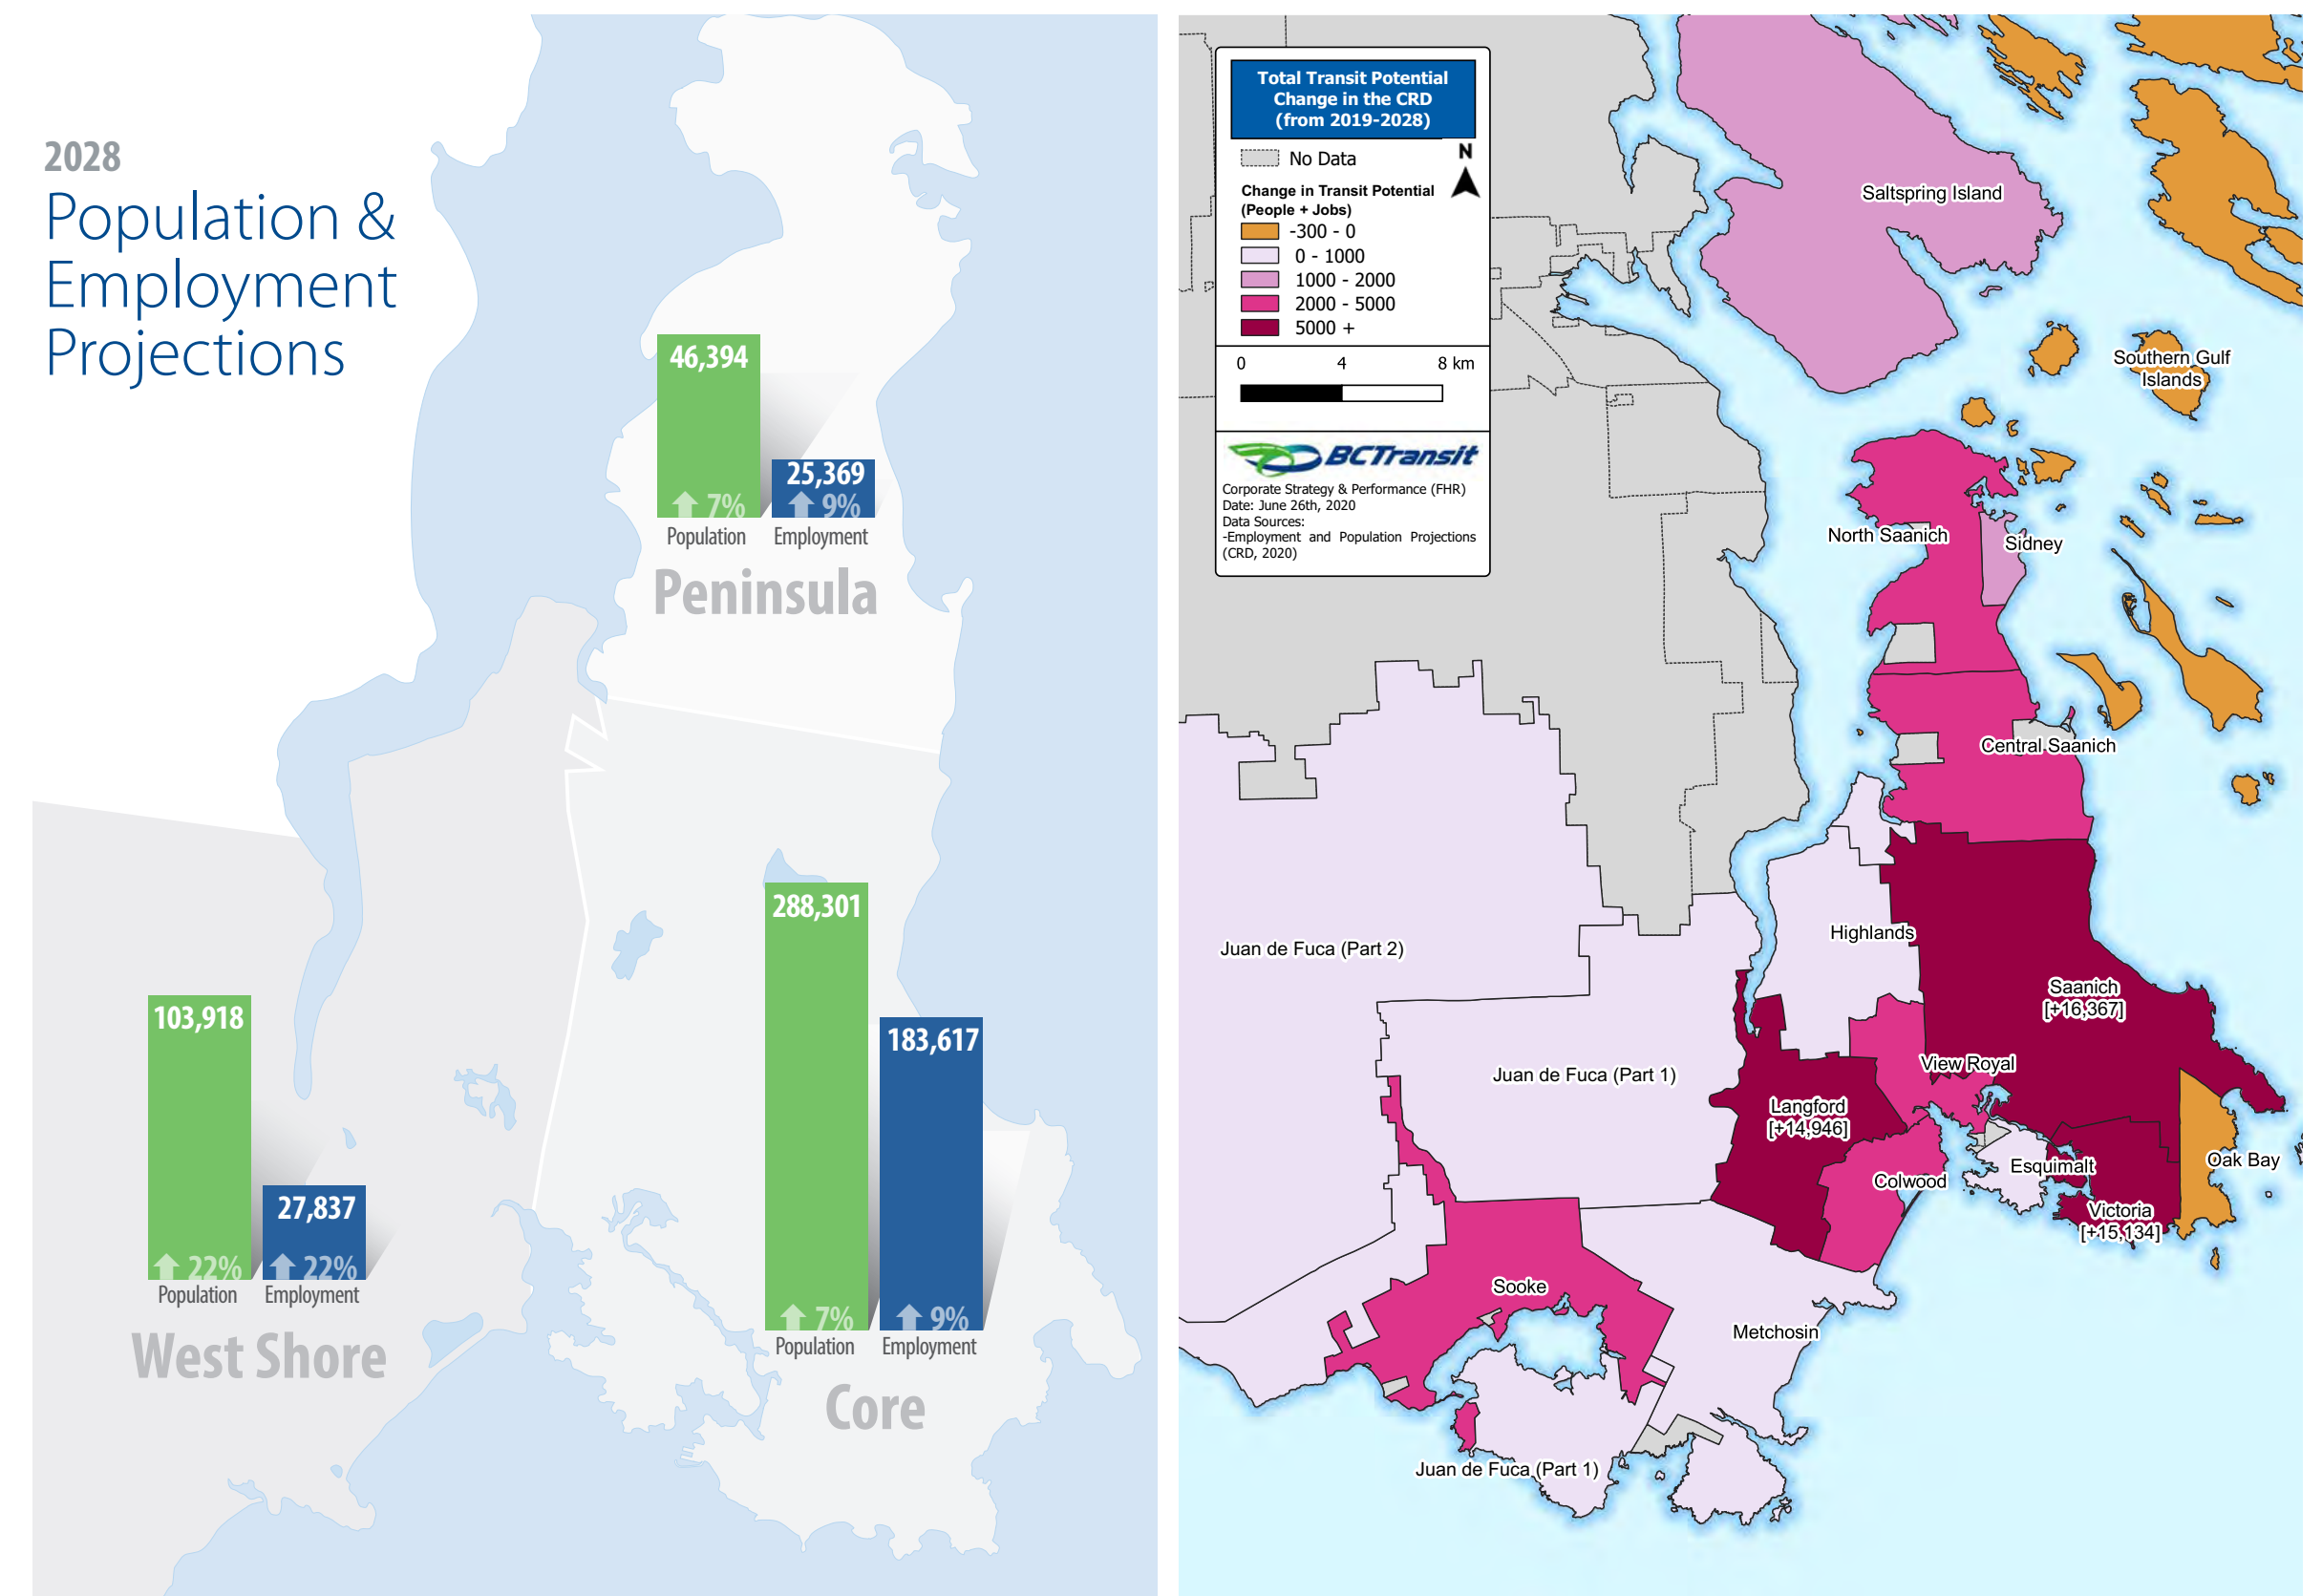 2028
Population &
Employment
Projections
46,394
7%
25,369
9%
Population
Employment
Peninsula
103,918
22%
27,837
22%
Population
Employment
West Shore
288,301
7%
183,617
9%
Population
Employment
Core
Total Transit Potential
Change in the CRD
(from 2019-2028)
No Data
N
Change in Transit Potential
(People + Jobs)
-300 - 0
0 - 1000
1000 - 2000
2000 - 5000
5000 +
0 4 8 km
BCTransit
Corporate Strategy & Performance (FHR)
Date: June 26th, 2020
Data Sources:
-Employment and Population Projections
(CRD, 2020)
Saltspring Island
Southern Gulf
Islands
North Saanich
Sidney
Central Saanich
Highlands
Juan de Fuca (Part 2)
Saanich
[+16,367]
View Royal
Juan de Fuca (Part 1)
Langford
[+14,946]
Esquimalt
Oak Bay
Colwood
Victoria
[+15,134]
Sooke
Metchosin
Juan de Fuca (Part 1)